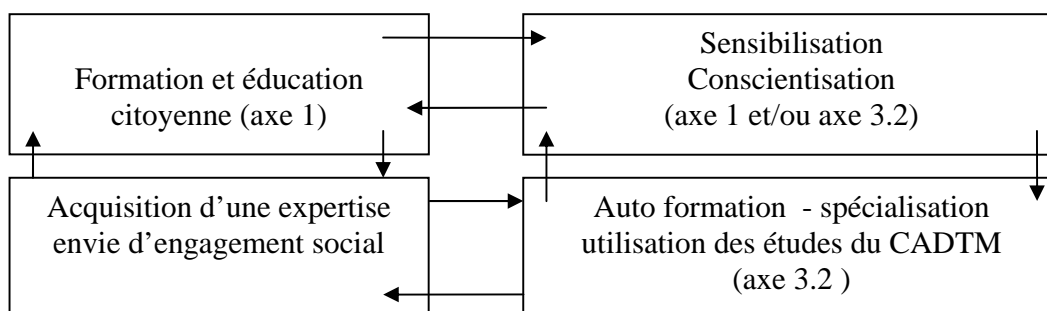 Formation et éducation
citoyenne (axe 1)
Sensibilisation
Conscientisation
(axe 1 et/ou axe 3.2)
Acquisition d'une expertise
envie d'engagement social
Auto formation - spécialisation
utilisation des études du CADTM
(axe 3.2 )